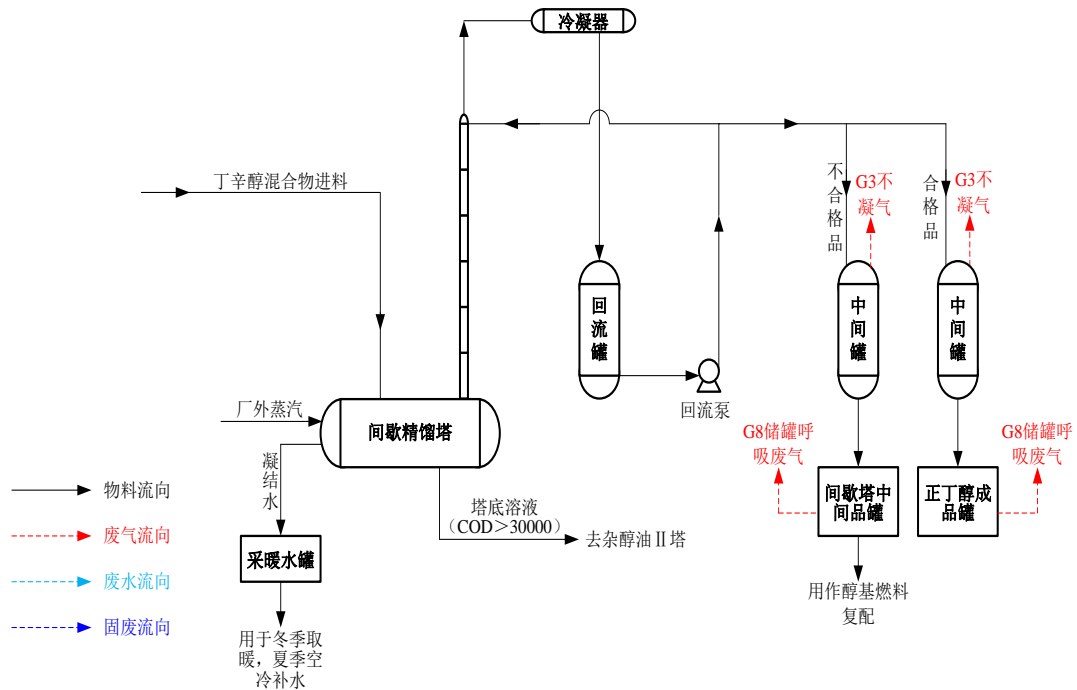 冷凝器
丁辛醇混合物进料
不合格品
G3不
凝气
合格品
G3不
凝气
回流罐
中间罐
中间罐
回流泵
厂外蒸汽
间歇精馏塔
凝结水
G8储罐呼
吸废气
G8储罐呼
吸废气
间歇塔中
间品罐
正丁醇成
品罐
塔底溶液
（COD＞30000）
去杂醇油Ⅱ塔
采暖水罐
用作醇基燃料
复配
用于冬季取
暖，夏季空
冷补水
物料流向
废气流向
废水流向
固废流向